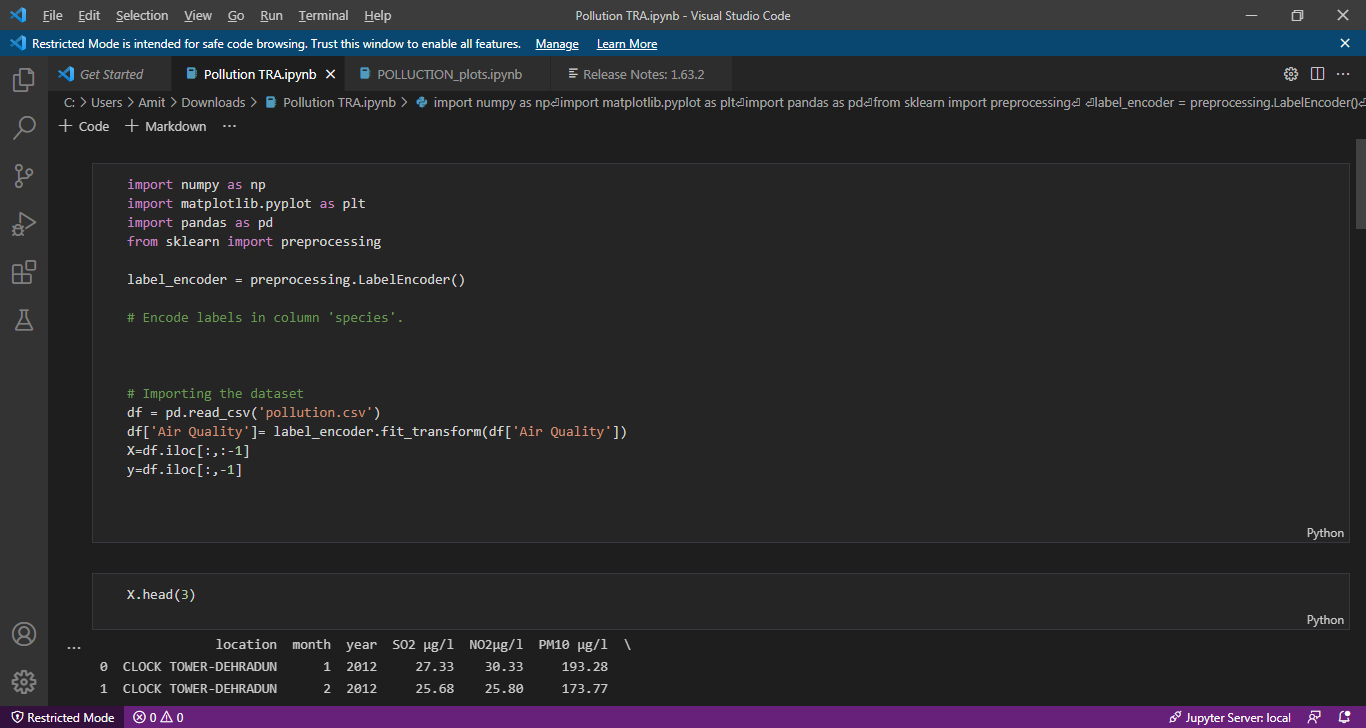 File Edit Selection View Go Run Terminal Help Pollution TRA.ipynb - Visual Studio Code
Restricted Mode is intended for safe code browsing. Trust this window to enable all features. Manage Learn More
Get Started Pollution TRA.ipynb POLLUCTION_plots.ipynb Release Notes: 1.63.2
C: > Users > Amit > Downloads > Pollution TRA.ipynb > import numpy as np⏎import matplotlib.pyplot as plt⏎import pandas as pd⏎from sklearn import preprocessing⏎ ⏎label_encoder = preprocessing.LabelEncoder()⏎
+ Code + Markdown ...
import numpy as np
import matplotlib.pyplot as plt
import pandas as pd
from sklearn import preprocessing
label_encoder = preprocessing.LabelEncoder()
# Encode labels in column 'species'.
# Importing the dataset
df = pd.read_csv('pollution.csv')
df['Air Quality']= label_encoder.fit_transform(df['Air Quality'])
X=df.iloc[:,:-1]
y=df.iloc[:,-1]
Python
X.head(3)
Python
... location month year SO2 µg/l NO2µg/l PM10 µg/l \
0 CLOCK TOWER-DEHRADUN 1 2012 27.33 30.33 193.28
1 CLOCK TOWER-DEHRADUN 2 2012 25.68 25.80 173.77
Restricted Mode 0 0 Jupyter Server: local